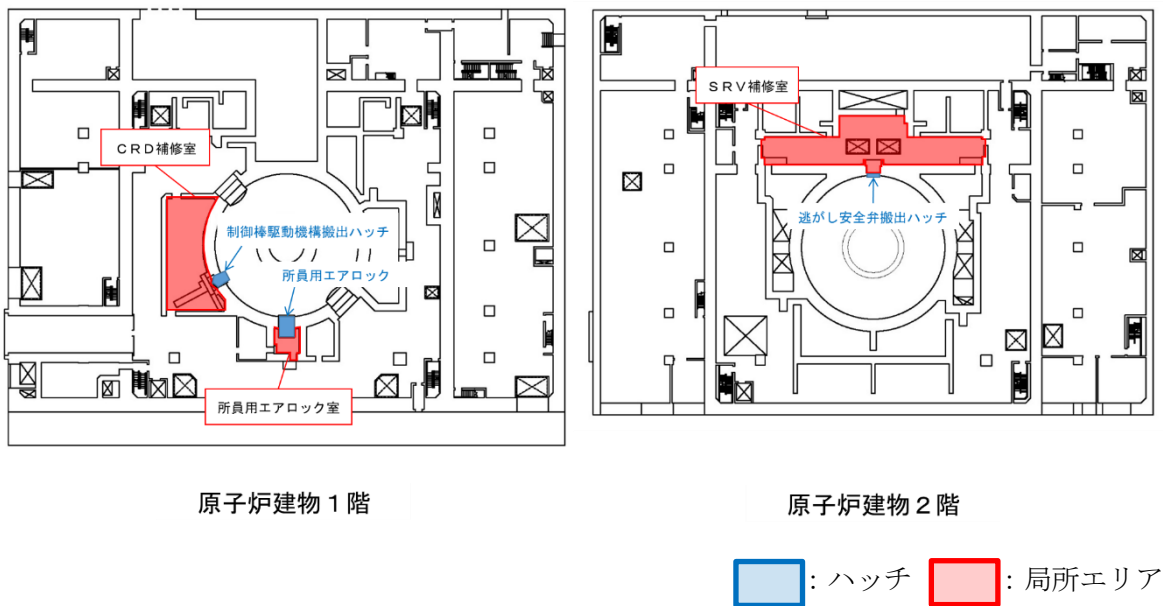 CRD補修室
制御棒駆動機構搬出ハッチ
所員用エアロック
所員用エアロック室
原子炉建物1階
SRV補修室
逃がし安全弁搬出ハッチ
原子炉建物2階
:ハッチ
:局所エリア